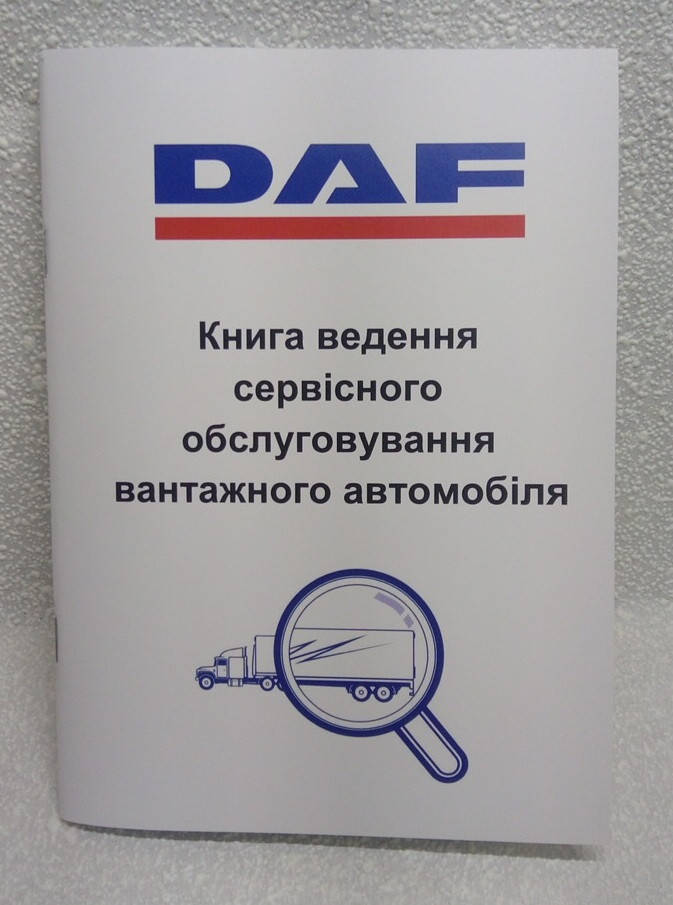 DAF
Книга ведення
сервісного
обслуговування
вантажного автомобіля